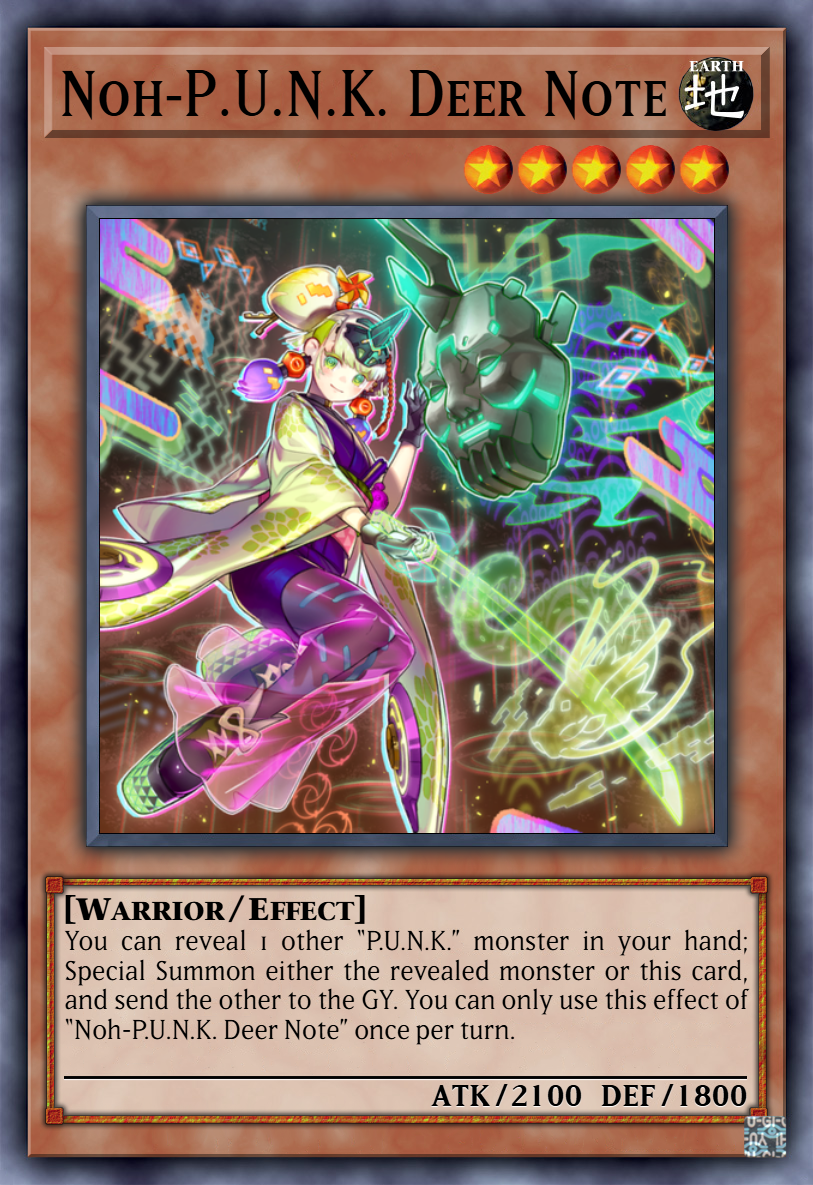 Noh-P.U.N.K. Deer Note
EARTH
地
[Warrior/Effect]
You can reveal 1 other "P.U.N.K." monster in your hand;
Special Summon either the revealed monster or this card,
and send the other to the GY. You can only use this effect of
"Noh-P.U.N.K. Deer Note" once per turn.
ATK/2100 DEF/1800